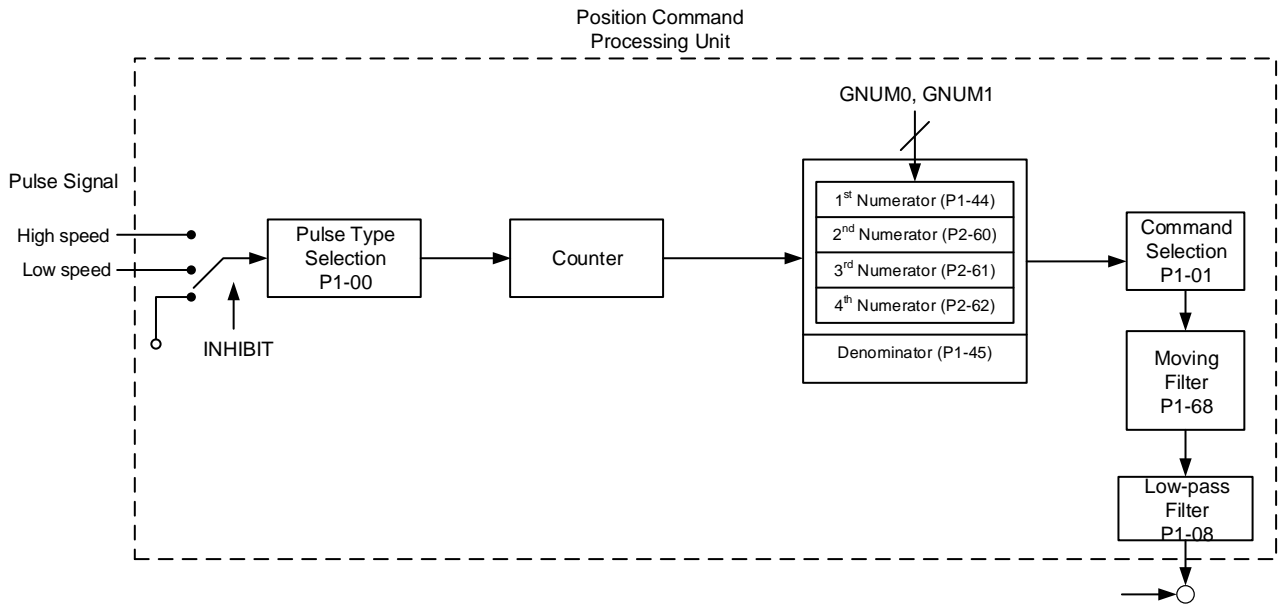 Position Command
Processing Unit
GNUM0, GNUM1
Pulse Signal
High speed
Low speed
INHIBIT
Pulse Type
Selection
P1-00
Counter
1st Numerator (P1-44)
2nd Numerator (P2-60)
3rd Numerator (P2-61)
4th Numerator (P2-62)
Denominator (P1-45)
Command
Selection
P1-01
Moving
Filter
P1-68
Low-pass
Filter
P1-08